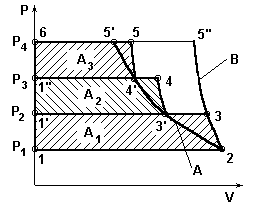 P
6 5' 5 5"
P₄
A₃ B
P₃ 1" 4' 4
A₂
P₂ 1' 3' 3
A₁ A
P₁
1 2
V